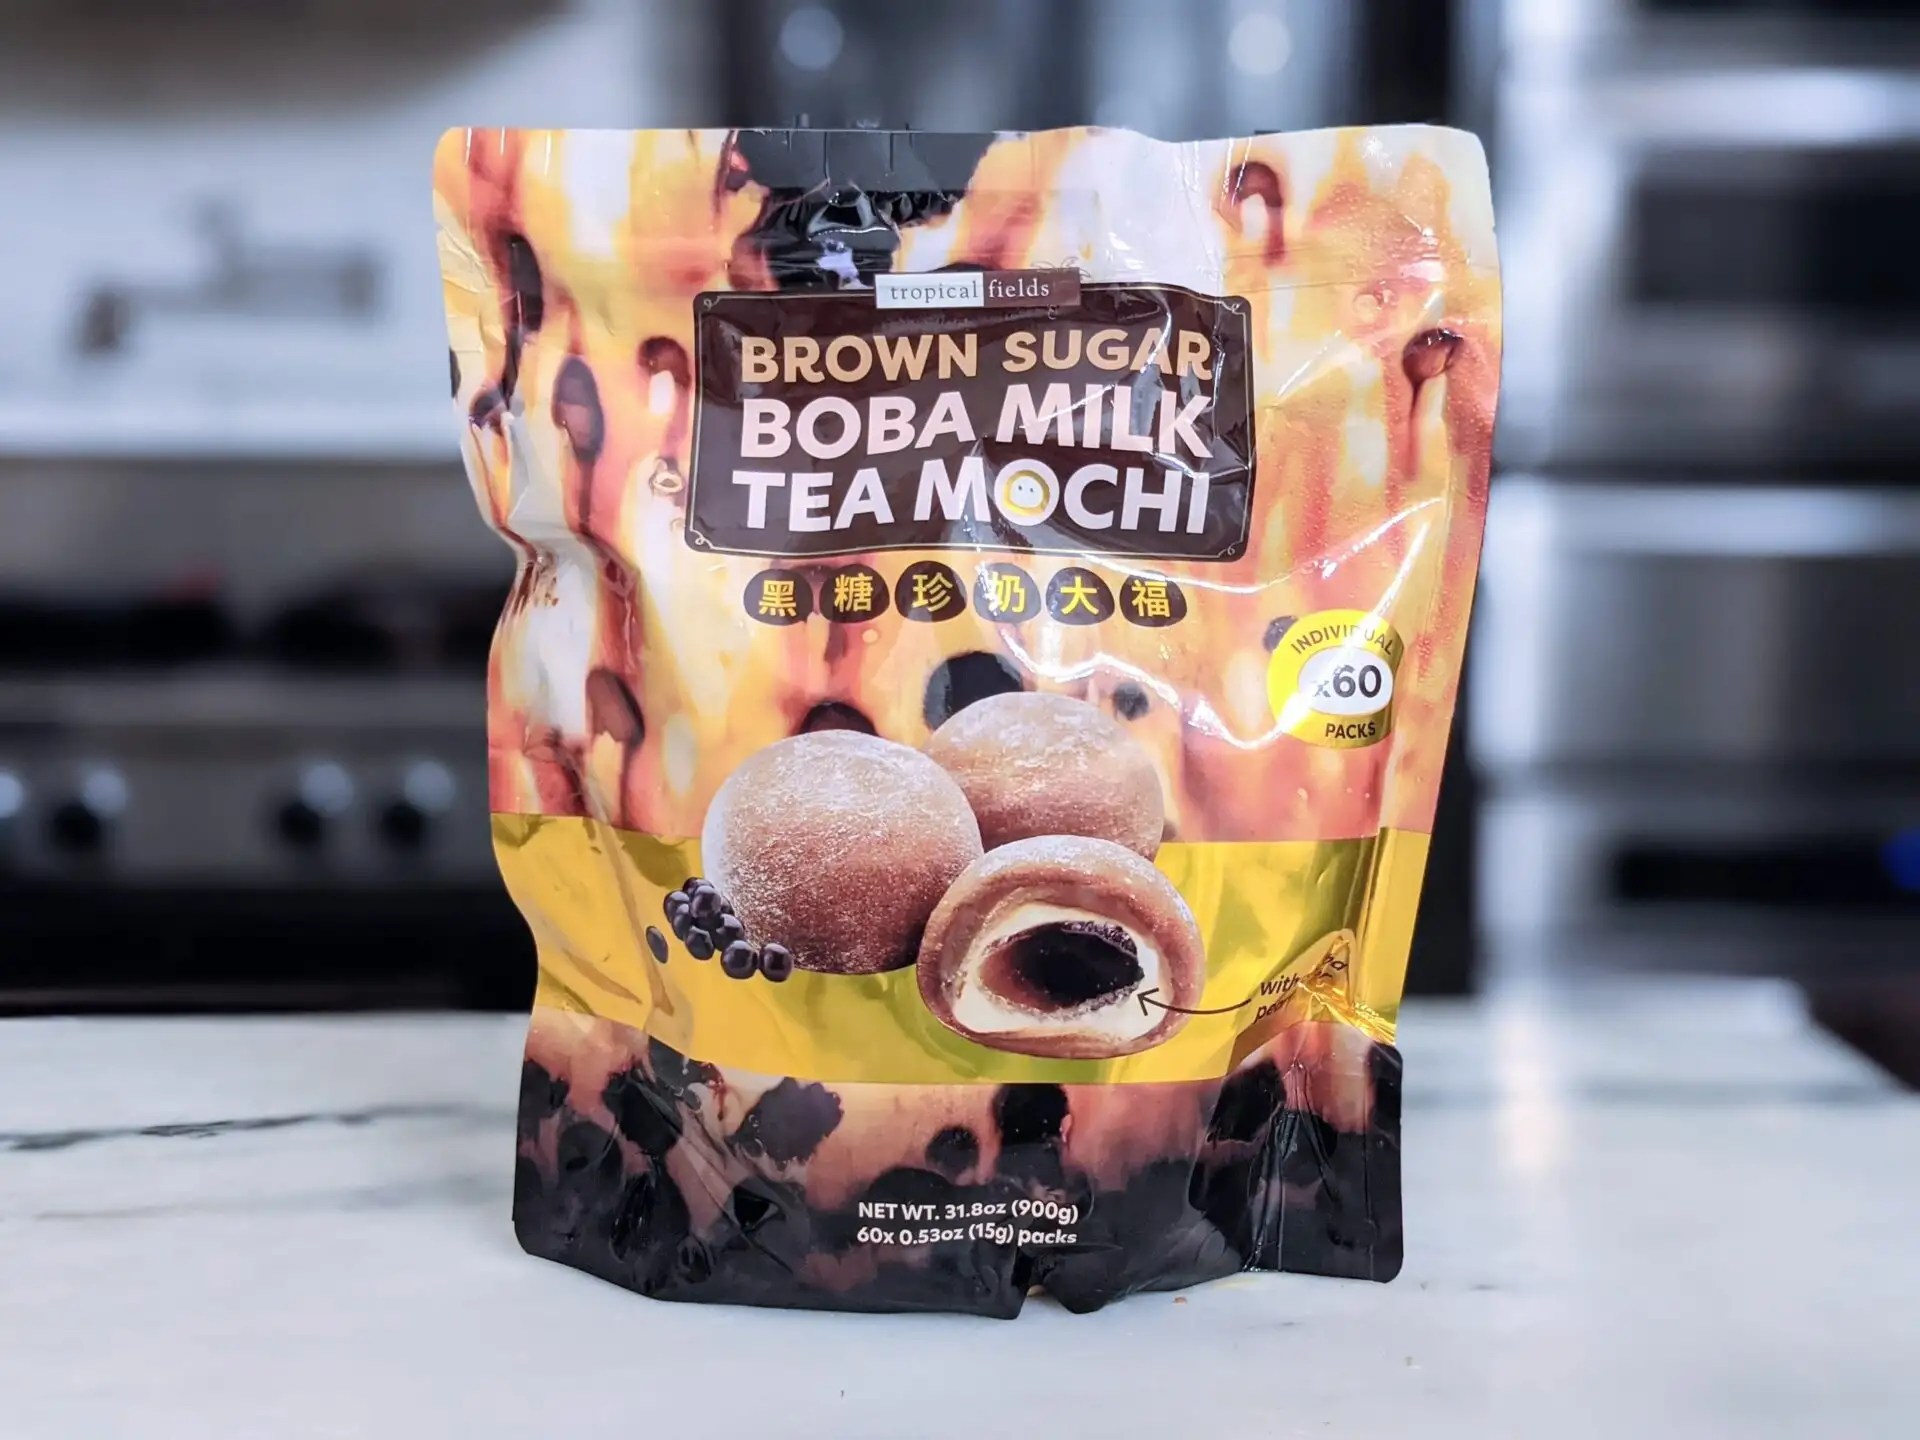 tropical fields
BROWN SUGAR
BOBA MILK
TEA MOCHI
黑糖珍奶大福
INDIVIDUAL
x60
PACKS
with
NET WT. 31.8oz (900g)
60x 0.53oz (15g) packs